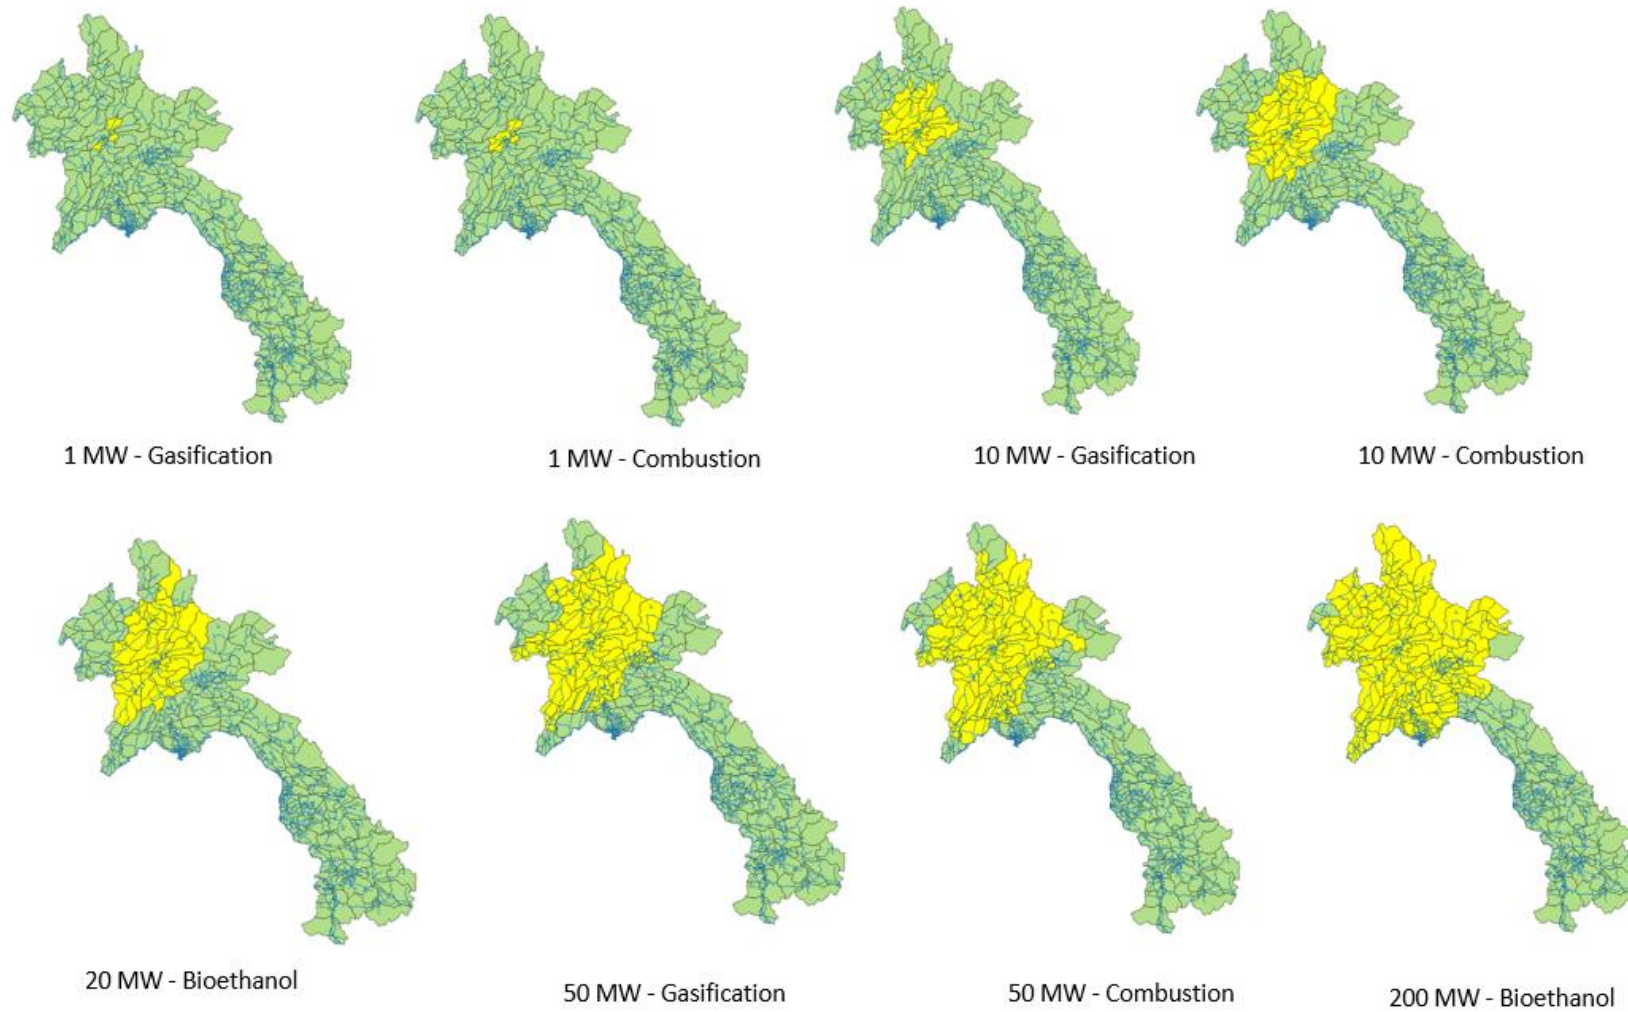 1 MW - Gasification
1 MW - Combustion
10 MW - Gasification
10 MW - Combustion
20 MW - Bioethanol
50 MW - Gasification
50 MW - Combustion
200 MW - Bioethanol